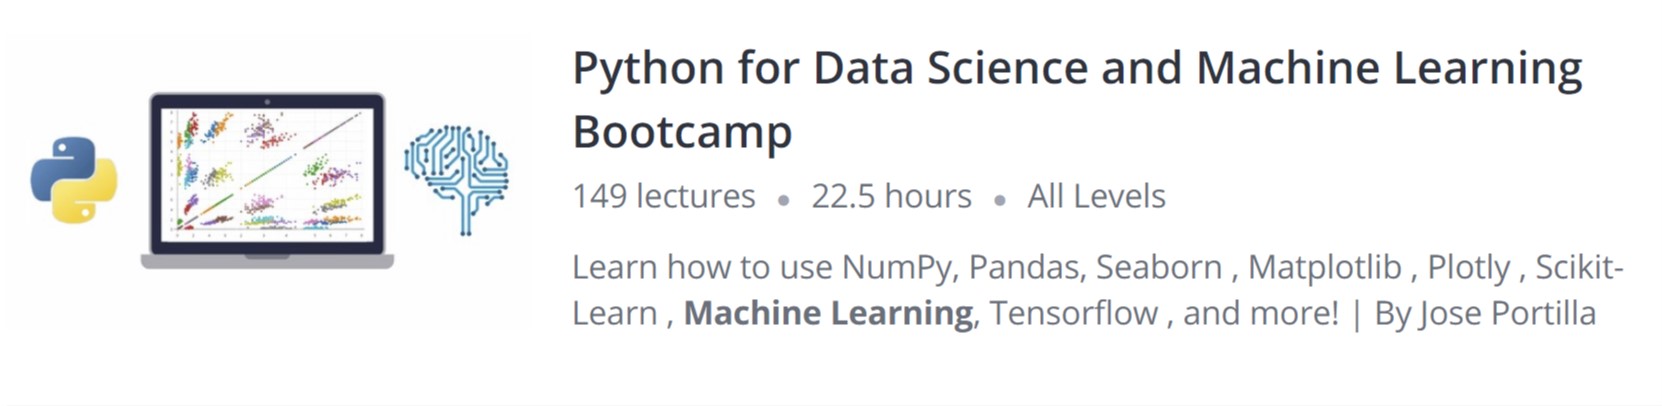 Python for Data Science and Machine Learning
Bootcamp
149 lectures • 22.5 hours • All Levels
Learn how to use NumPy, Pandas, Seaborn , Matplotlib , Plotly , Scikit-
Learn , Machine Learning, Tensorflow , and more! | By Jose Portilla